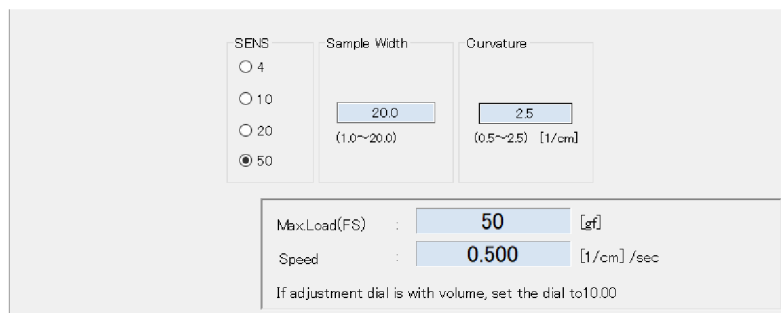 SENS
4
10
20
50
Sample Width
20.0
(1.0～20.0)
Curvature
2.5
(0.5～2.5) [1/cm]
Max.Load(FS) : 50 [gf]
Speed : 0.500 [1/cm] /sec
If adjustment dial is with volume, set the dial to10.00